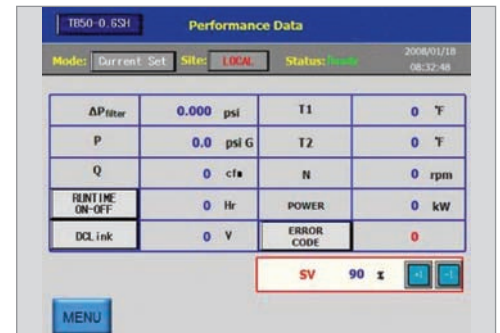 TB50-0.6SH Performance Data
Mode: Current Set Site: LOCAL Status: Ready 2008/01/18
08:32:48
ΔPfilter 0.000 psi T1 0 °F
P 0.0 psi G T2 0 °F
Q 0 cfm N 0 rpm
RUNTIME
ON-OFF 0 Hr POWER 0 kW
DCLink 0 V ERROR
CODE 0
SV 90 % +1 -1
MENU